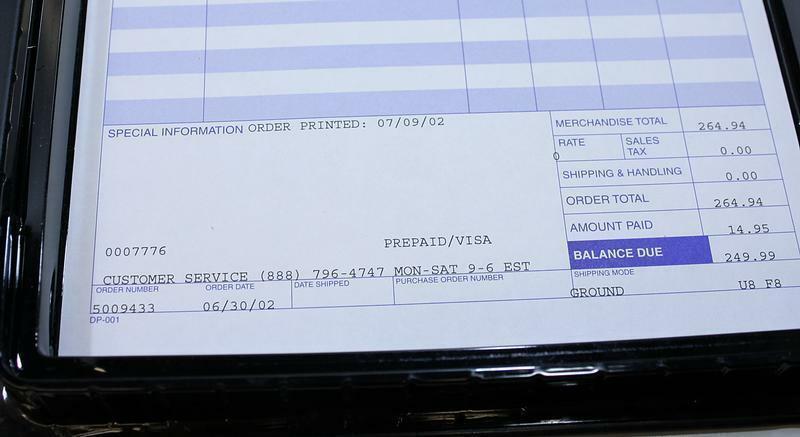 SPECIAL INFORMATION ORDER PRINTED: 07/09/02
MERCHANDISE TOTAL 264.94
RATE 0 SALES TAX 0.00
SHIPPING & HANDLING 0.00
ORDER TOTAL 264.94
AMOUNT PAID 14.95
0007776 PREPAID/VISA
BALANCE DUE 249.99
CUSTOMER SERVICE (888) 796-4747 MON-SAT 9-6 EST
ORDER NUMBER ORDER DATE DATE SHIPPED PURCHASE ORDER NUMBER SHIPPING MODE
5009433 06/30/02 GROUND U8 F8
DP-001